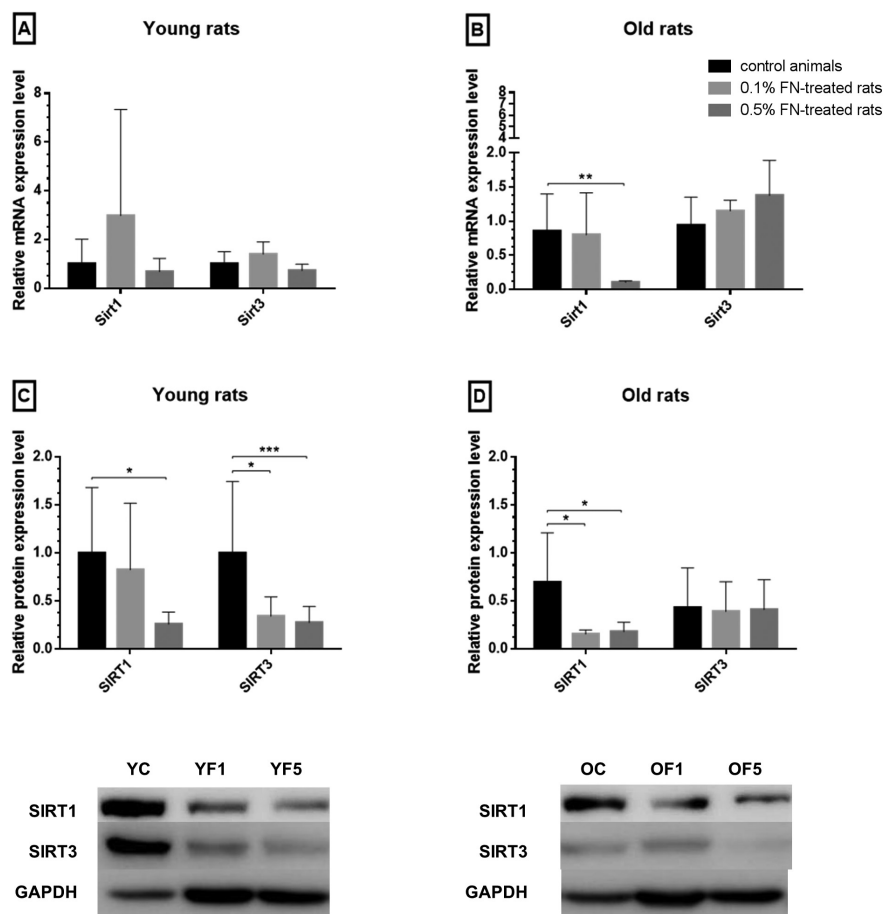 A
Young rats
Relative mRNA expression level
8
6
4
2
0
Sirt1
Sirt3
B
Old rats
control animals
0.1% FN-treated rats
0.5% FN-treated rats
Relative mRNA expression level
8
7
6
5
4
2.0
1.5
1.0
0.5
0.0
**
Sirt1
Sirt3
C
Young rats
Relative protein expression level
2.0
1.5
1.0
0.5
0.0
*
***
*
SIRT1
SIRT3
D
Old rats
Relative protein expression level
2.0
1.5
1.0
0.5
0.0
*
*
SIRT1
SIRT3
YC YF1 YF5
SIRT1
SIRT3
GAPDH
OC OF1 OF5
SIRT1
SIRT3
GAPDH